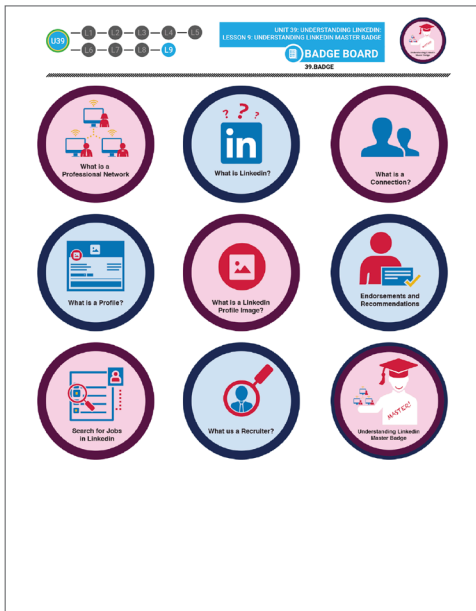 U39
L1
L2
L3
L4
L5
L6
L7
L8
L9
UNIT 39: UNDERSTANDING LINKEDIN:
LESSON 9: UNDERSTANDING LINKEDIN MASTER BADGE
BADGE BOARD
39.BADGE
What is a
Professional Network
? ? ?
in
What is Linkedin?
What is a
Connection?
What is a Profile?
What is a Linkedin
Profile Image?
Endorsements and
Recommendations
Search for Jobs
in Linkedin
What us a Recruiter?
MASTER!
Understanding Linkedin
Master Badge